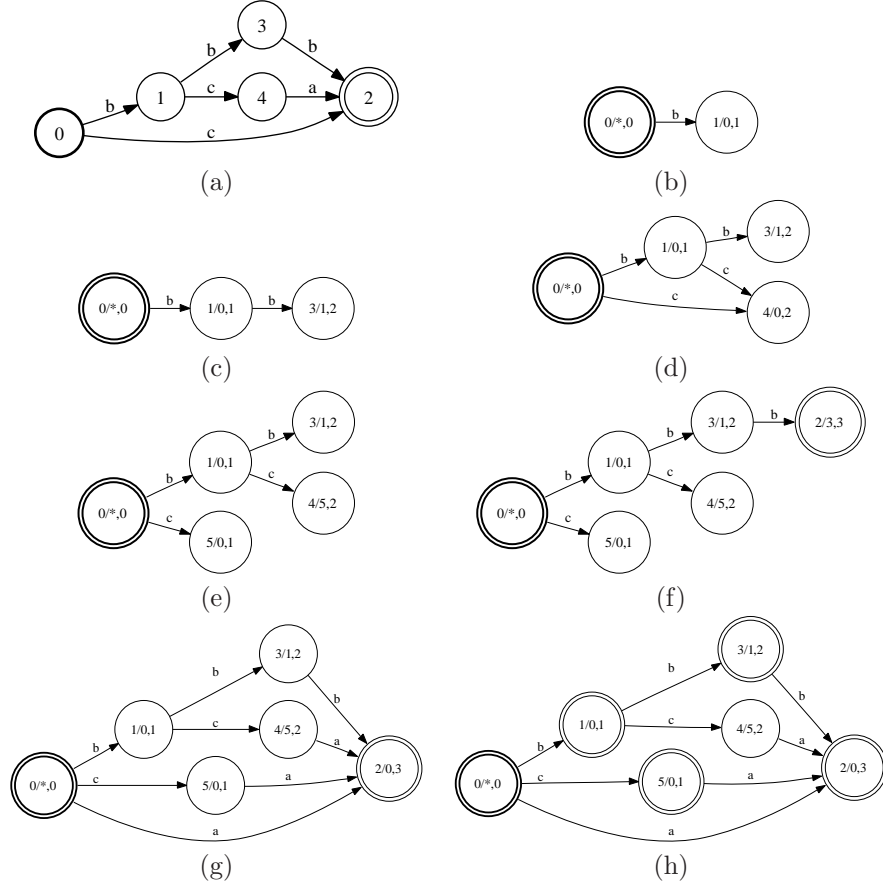 3
b
b
1
c
4
a
2
b
0
c
(a)
0/*,0
b
1/0,1
(b)
0/*,0
b
1/0,1
b
3/1,2
(c)
3/1,2
b
1/0,1
b
c
0/*,0
c
4/0,2
(d)
3/1,2
b
1/0,1
b
c
4/5,2
0/*,0
c
5/0,1
(e)
3/1,2
b
2/3,3
b
1/0,1
b
c
4/5,2
0/*,0
c
5/0,1
(f)
3/1,2
b
b
1/0,1
c
4/5,2
a
b
2/0,3
0/*,0
c
5/0,1
a
a
(g)
3/1,2
b
b
1/0,1
c
4/5,2
a
b
2/0,3
0/*,0
c
5/0,1
a
a
(h)